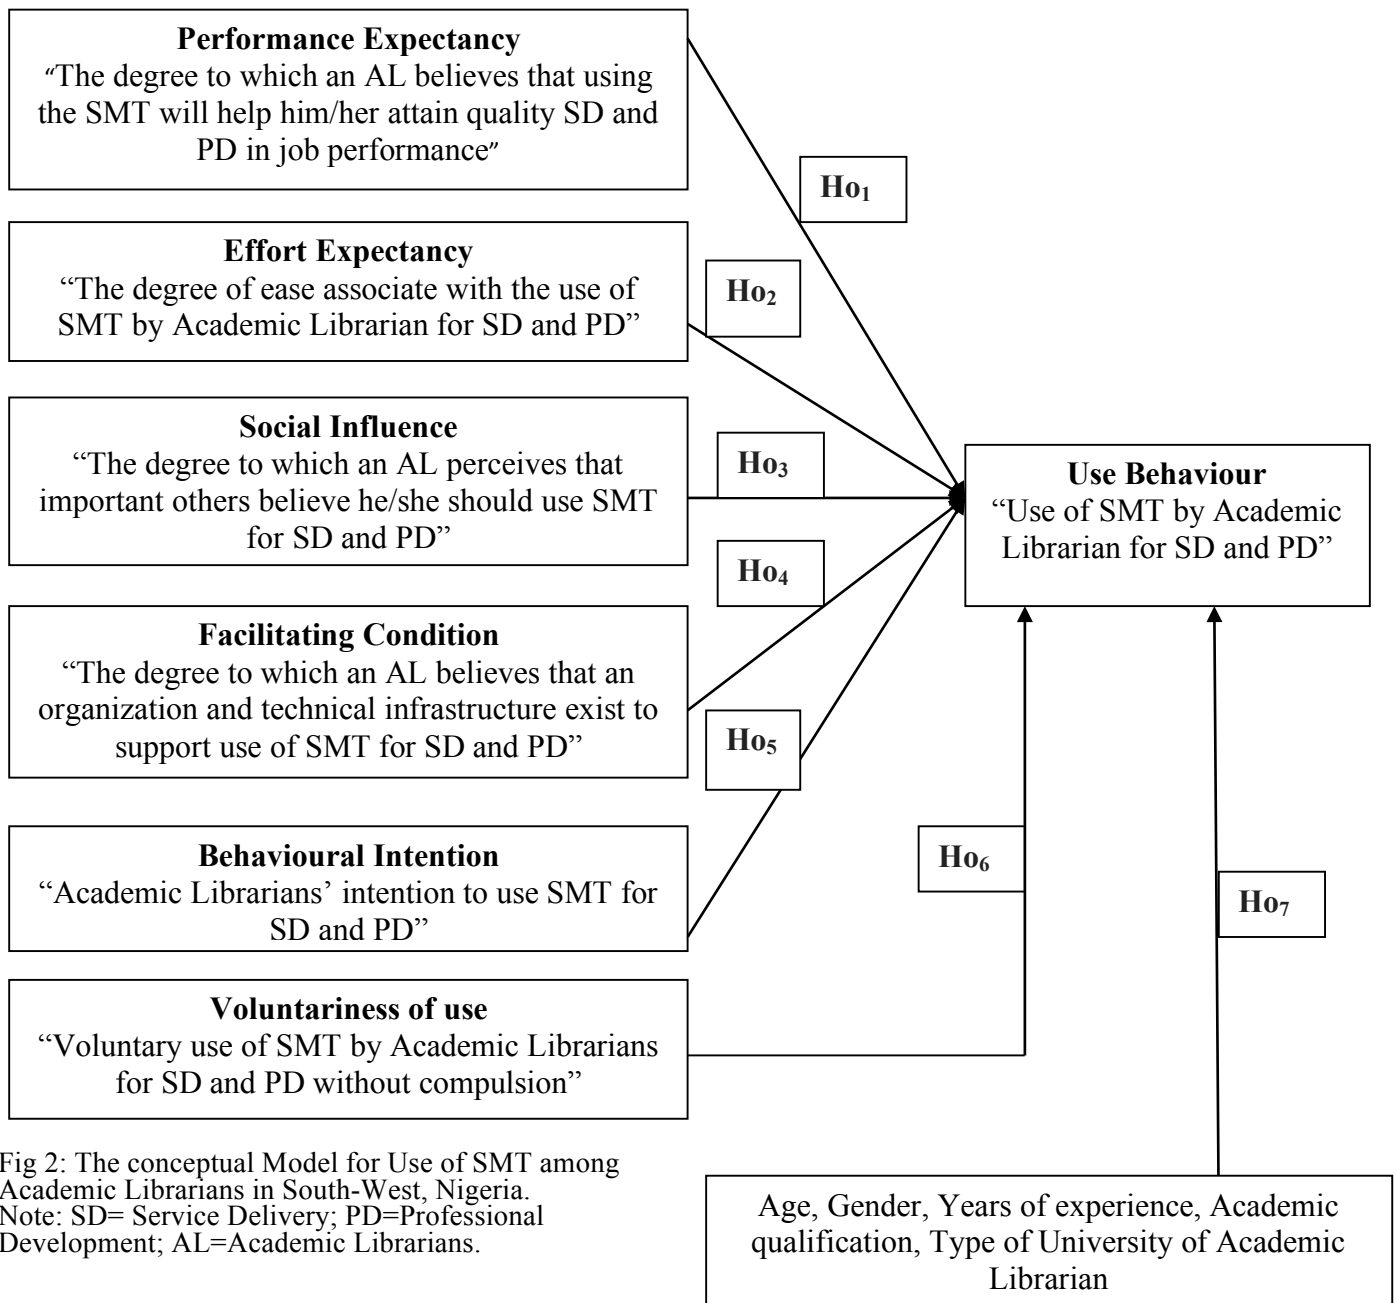 Performance Expectancy
“The degree to which an AL believes that using
the SMT will help him/her attain quality SD and
PD in job performance”
Ho₁
Effort Expectancy
“The degree of ease associate with the use of
SMT by Academic Librarian for SD and PD”
Ho₂
Social Influence
“The degree to which an AL perceives that
important others believe he/she should use SMT
for SD and PD”
Ho₃
Use Behaviour
“Use of SMT by Academic
Librarian for SD and PD”
Ho₄
Facilitating Condition
“The degree to which an AL believes that an
organization and technical infrastructure exist to
support use of SMT for SD and PD”
Ho₅
Behavioural Intention
“Academic Librarians’ intention to use SMT for
SD and PD”
Ho₆
Ho₇
Voluntariness of use
“Voluntary use of SMT by Academic Librarians
for SD and PD without compulsion”
Fig 2: The conceptual Model for Use of SMT among
Academic Librarians in South-West, Nigeria.
Note: SD= Service Delivery; PD=Professional
Development; AL=Academic Librarians.
Age, Gender, Years of experience, Academic
qualification, Type of University of Academic
Librarian